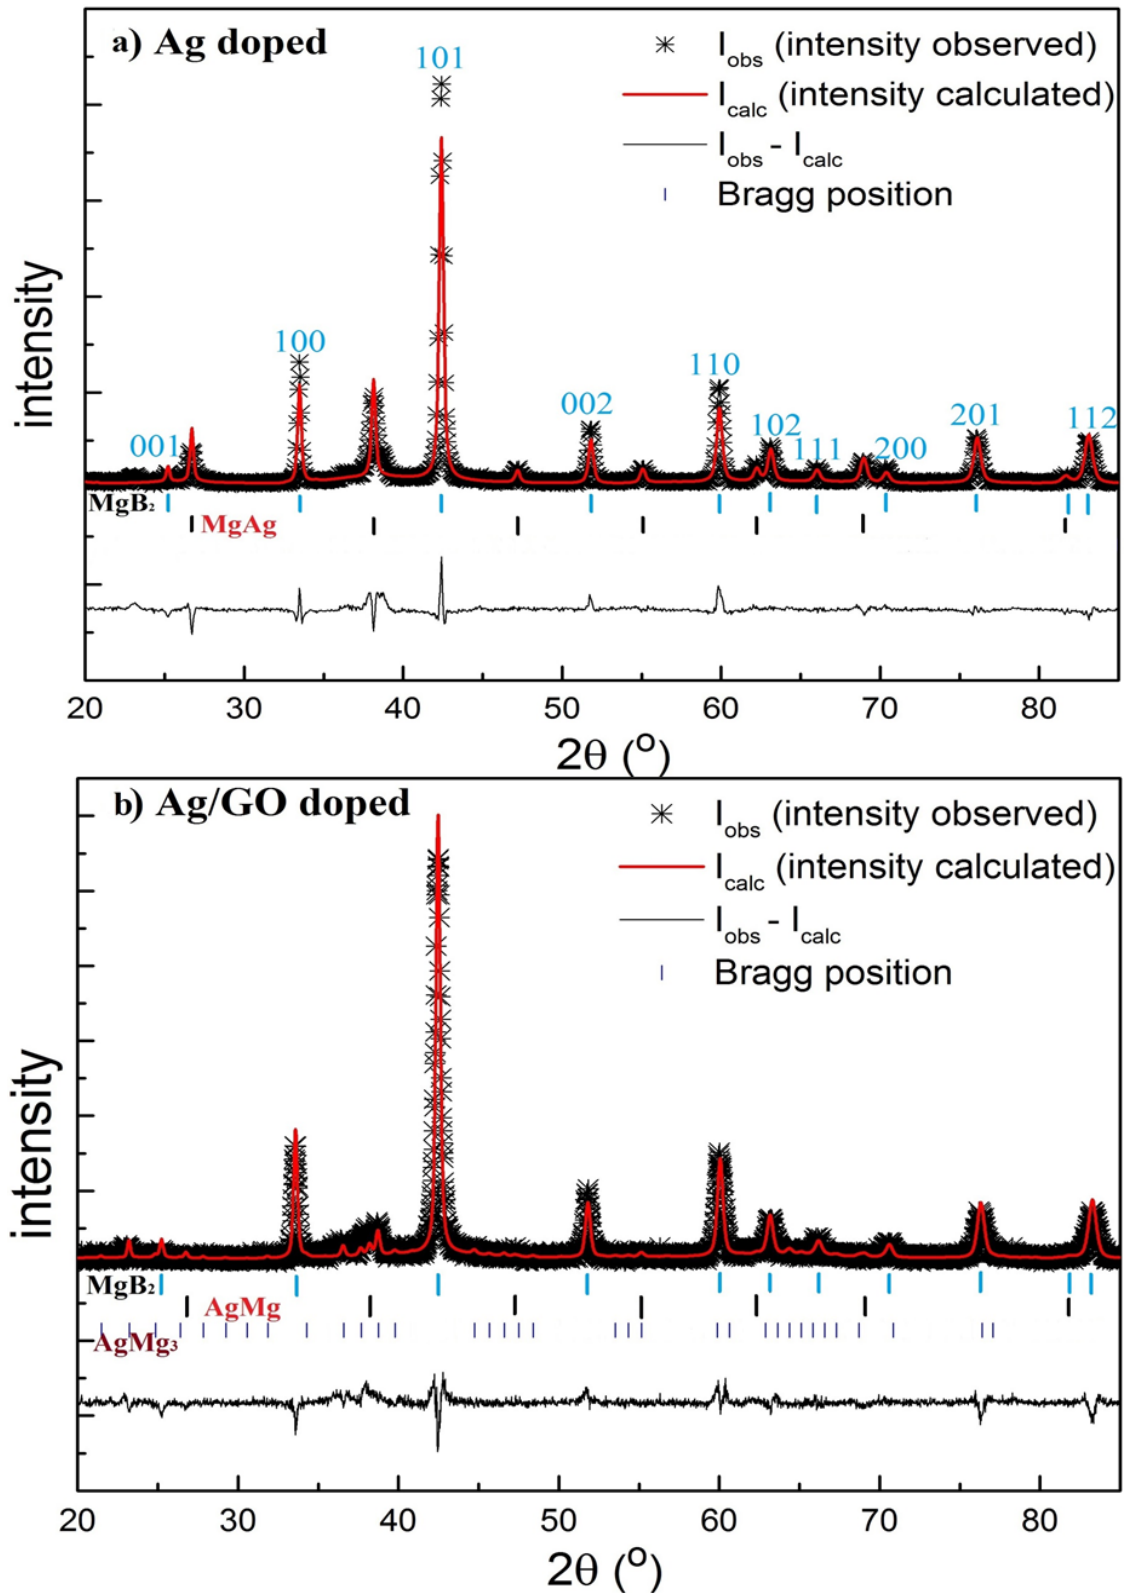 a) Ag doped
I_obs (intensity observed)
I_calc (intensity calculated)
I_obs - I_calc
Bragg position
101
100
110
002
001
102
111
200
201
112
intensity
MgB₂
MgAg
20 30 40 50 60 70 80
2θ (°)
b) Ag/GO doped
I_obs (intensity observed)
I_calc (intensity calculated)
I_obs - I_calc
Bragg position
intensity
MgB₂
AgMg
AgMg₃
20 30 40 50 60 70 80
2θ (°)